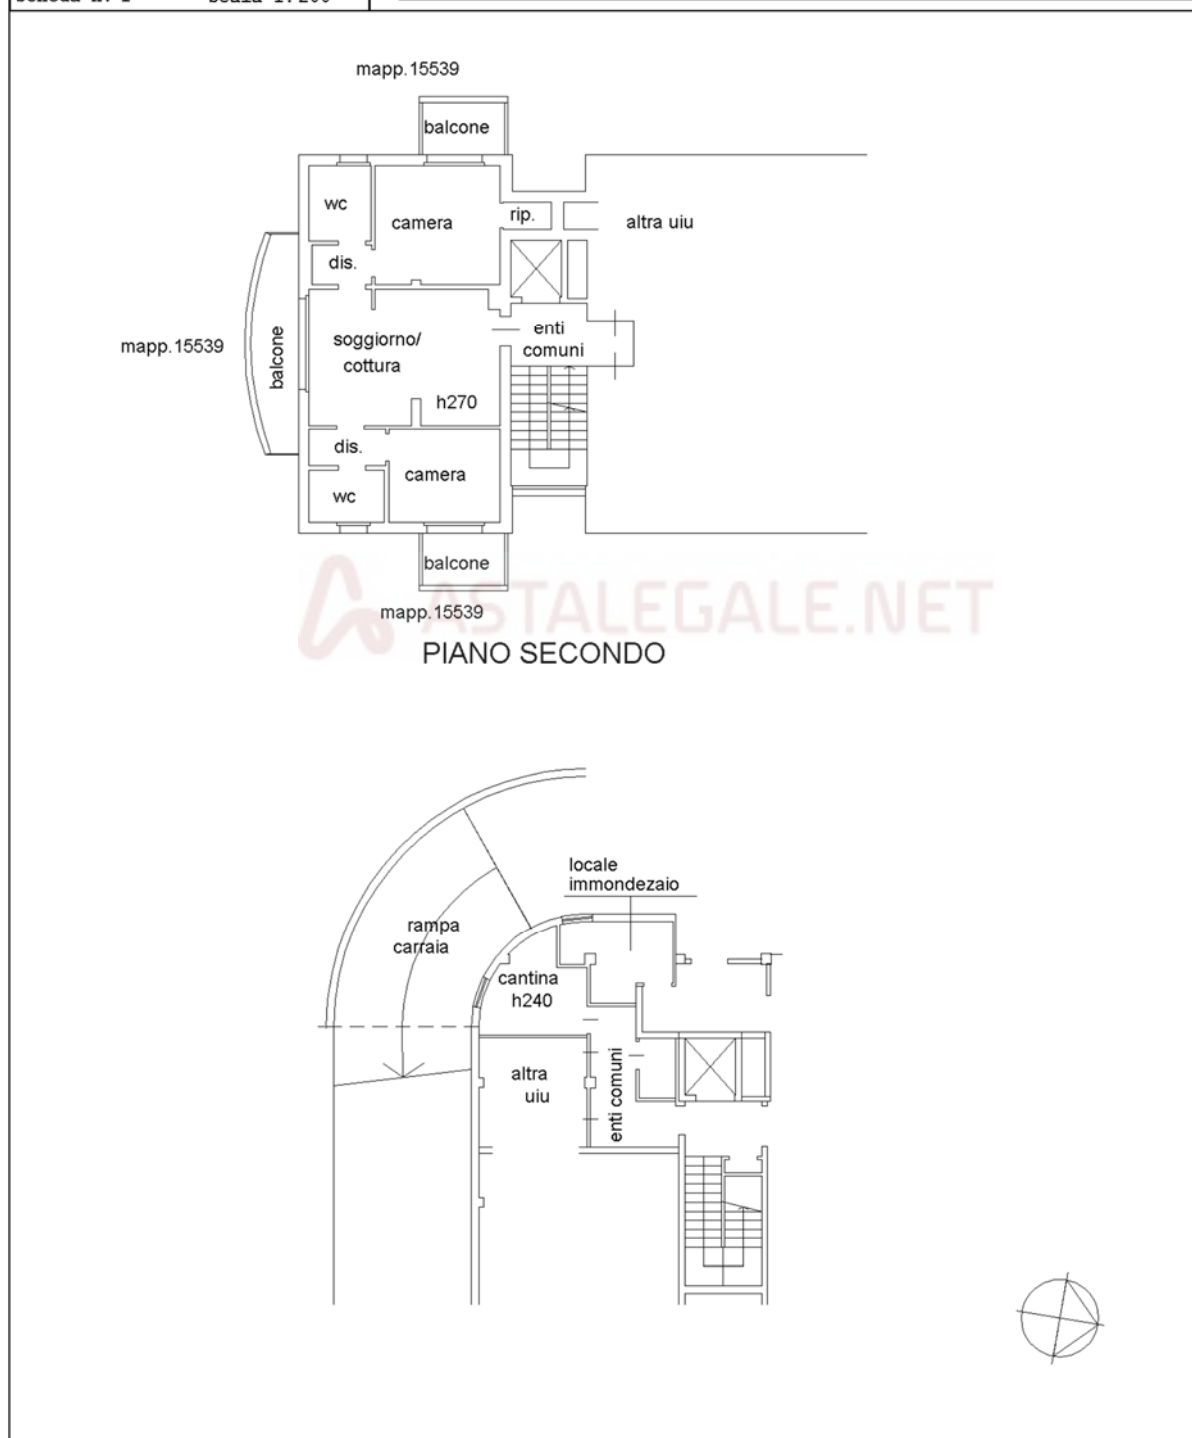 mapp.15539
balcone
wc
camera
rip.
altra uiu
dis.
enti
comuni
soggiorno/
cottura
mapp.15539
balcone
h270
dis.
camera
wc
balcone
mapp.15539
ASTALEGALE.NET
PIANO SECONDO
locale
immondezaio
rampa
carraia
cantina
h240
altra
uiu
enti comuni